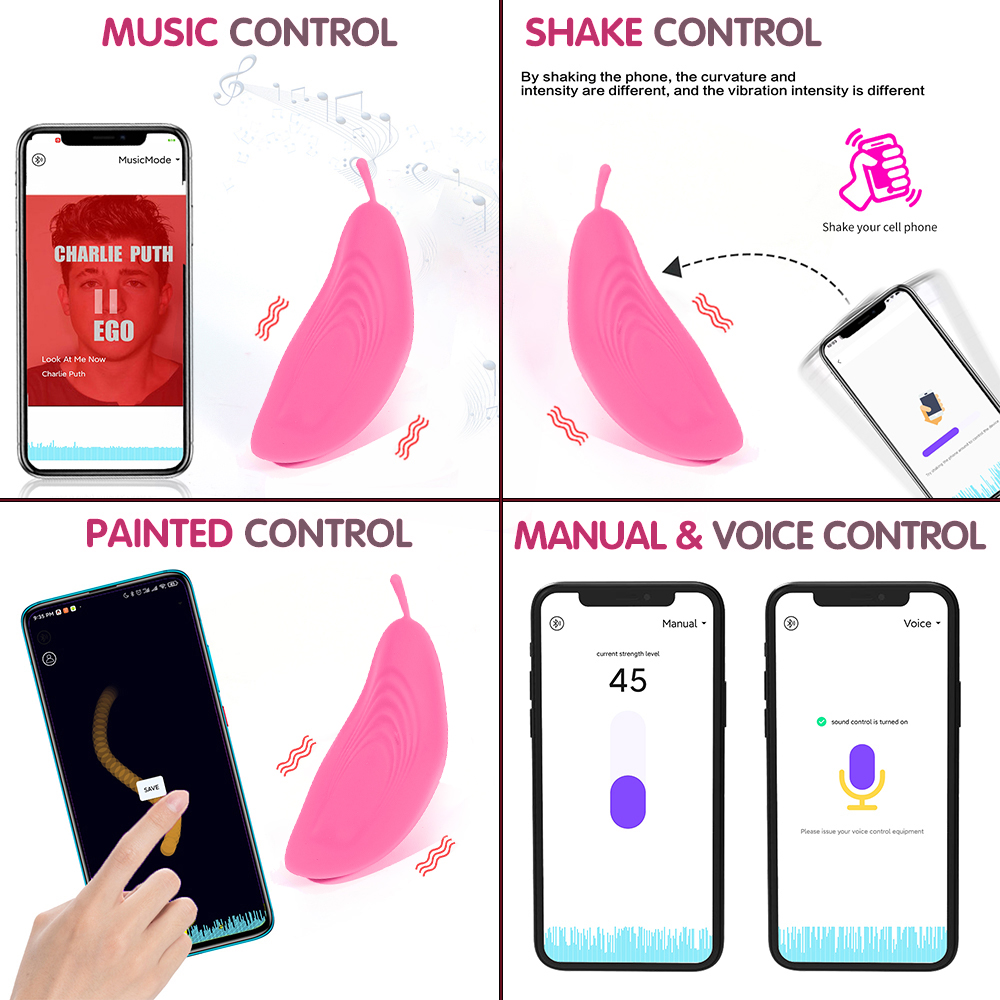 MUSIC CONTROL
MusicMode
CHARLIE PUTH
EGO
Look At Me Now
Charlie Puth
SHAKE CONTROL
By shaking the phone, the curvature and
intensity are different, and the vibration intensity is different
Shake your cell phone
PAINTED CONTROL
9:35 PM
SAVE
MANUAL & VOICE CONTROL
Manual
current strength level
45
Voice
sound control is turned on
Please issue your voice control equipment